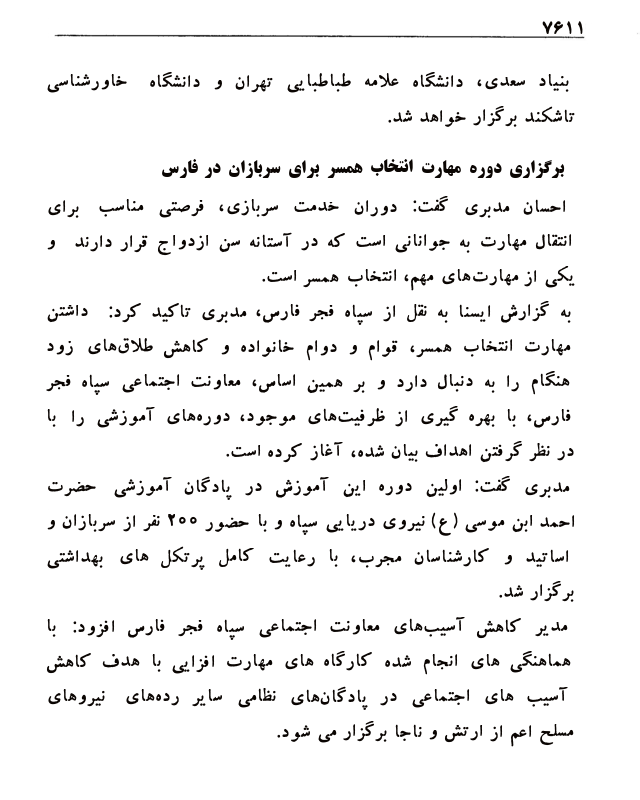 ۷۶۱۱
بنیاد سعدی، دانشگاه علامه طباطبایی تهران و دانشگاه خاورشناسی
تاشکند برگزار خواهد شد.
برگزاری دوره مهارت انتخاب همسر برای سربازان در فارس
احسان مدبری گفت: دوران خدمت سربازی، فرصتی مناسب برای
انتقال مهارت به جوانانی است که در آستانه سن ازدواج قرار دارند و
یکی از مهارت‌های مهم، انتخاب همسر است.
به گزارش ایسنا به نقل از سپاه فجر فارس، مدبری تاکید کرد: داشتن
مهارت انتخاب همسر، قوام و دوام خانواده و کاهش طلاق‌های زود
هنگام را به دنبال دارد و بر همین اساس، معاونت اجتماعی سپاه فجر
فارس، با بهره گیری از ظرفیت‌های موجود، دوره‌های آموزشی را با
در نظر گرفتن اهداف بیان شده، آغاز کرده است.
مدبری گفت: اولین دوره این آموزش در پادگان آموزشی حضرت
احمد ابن موسی (ع) نیروی دریایی سپاه و با حضور ۲۰۰ نفر از سربازان و
اساتید و کارشناسان مجرب، با رعایت کامل پرتکل های بهداشتی
برگزار شد.
مدیر کاهش آسیب‌های معاونت اجتماعی سپاه فجر فارس افزود: با
هماهنگی های انجام شده کارگاه های مهارت افزایی با هدف کاهش
آسیب های اجتماعی در پادگان‌های نظامی سایر رده‌های نیروهای
مسلح اعم از ارتش و ناجا برگزار می شود.